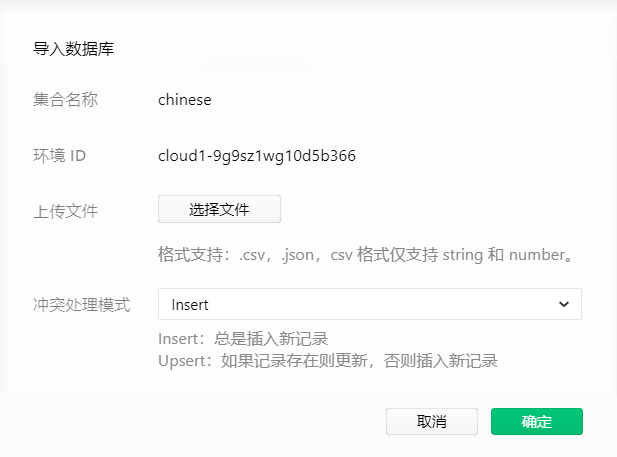 导入数据库
集合名称 chinese
环境 ID cloud1-9g9sz1wg10d5b366
上传文件 选择文件
格式支持：.csv，.json，csv 格式仅支持 string 和 number。
冲突处理模式 Insert
Insert：总是插入新记录
Upsert：如果记录存在则更新，否则插入新记录
取消 确定